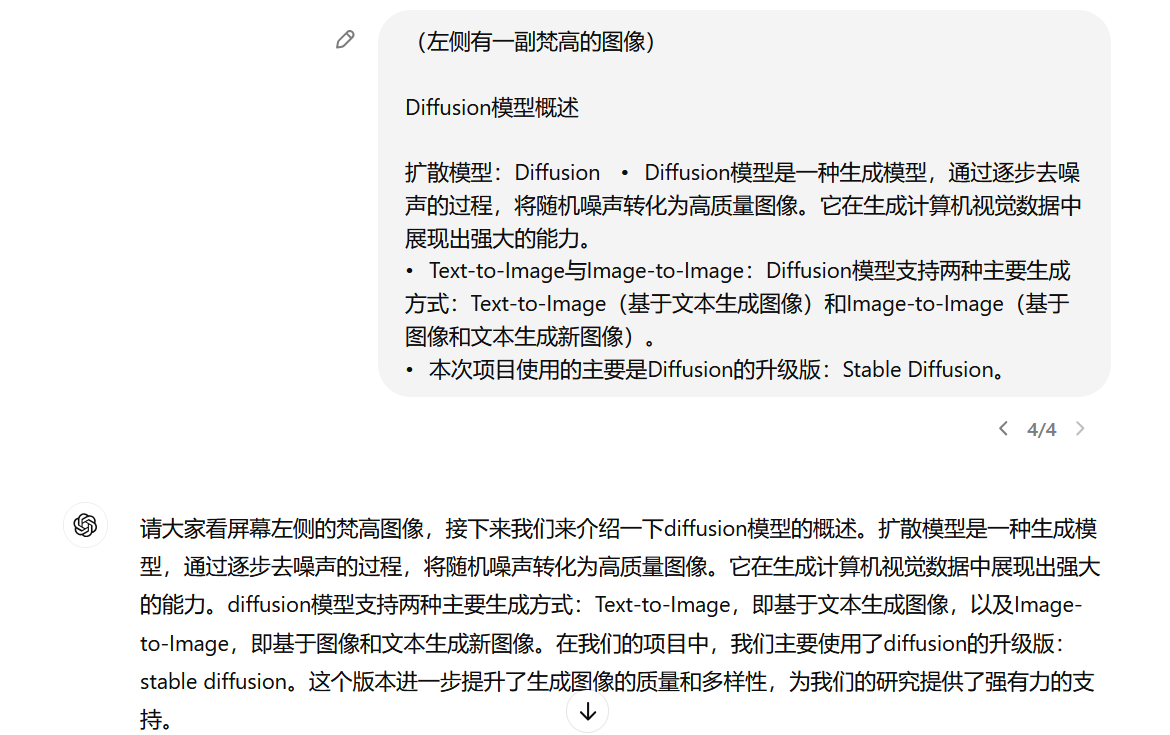 （左侧有一副梵高的图像）
Diffusion模型概述
扩散模型：Diffusion • Diffusion模型是一种生成模型，通过逐步去噪
声的过程，将随机噪声转化为高质量图像。它在生成计算机视觉数据中
展现出强大的能力。
• Text-to-Image与Image-to-Image：Diffusion模型支持两种主要生成
方式：Text-to-Image（基于文本生成图像）和Image-to-Image（基于
图像和文本生成新图像）。
• 本次项目使用的主要是Diffusion的升级版：Stable Diffusion。
4/4
请大家看屏幕左侧的梵高图像，接下来我们来介绍一下diffusion模型的概述。扩散模型是一种生成模
型，通过逐步去噪声的过程，将随机噪声转化为高质量图像。它在生成计算机视觉数据中展现出强大
的能力。diffusion模型支持两种主要生成方式：Text-to-Image，即基于文本生成图像，以及Image-
to-Image，即基于图像和文本生成新图像。在我们的项目中，我们主要使用了diffusion的升级版：
stable diffusion。这个版本进一步提升了生成图像的质量和多样性，为我们的研究提供了强有力的支
持。